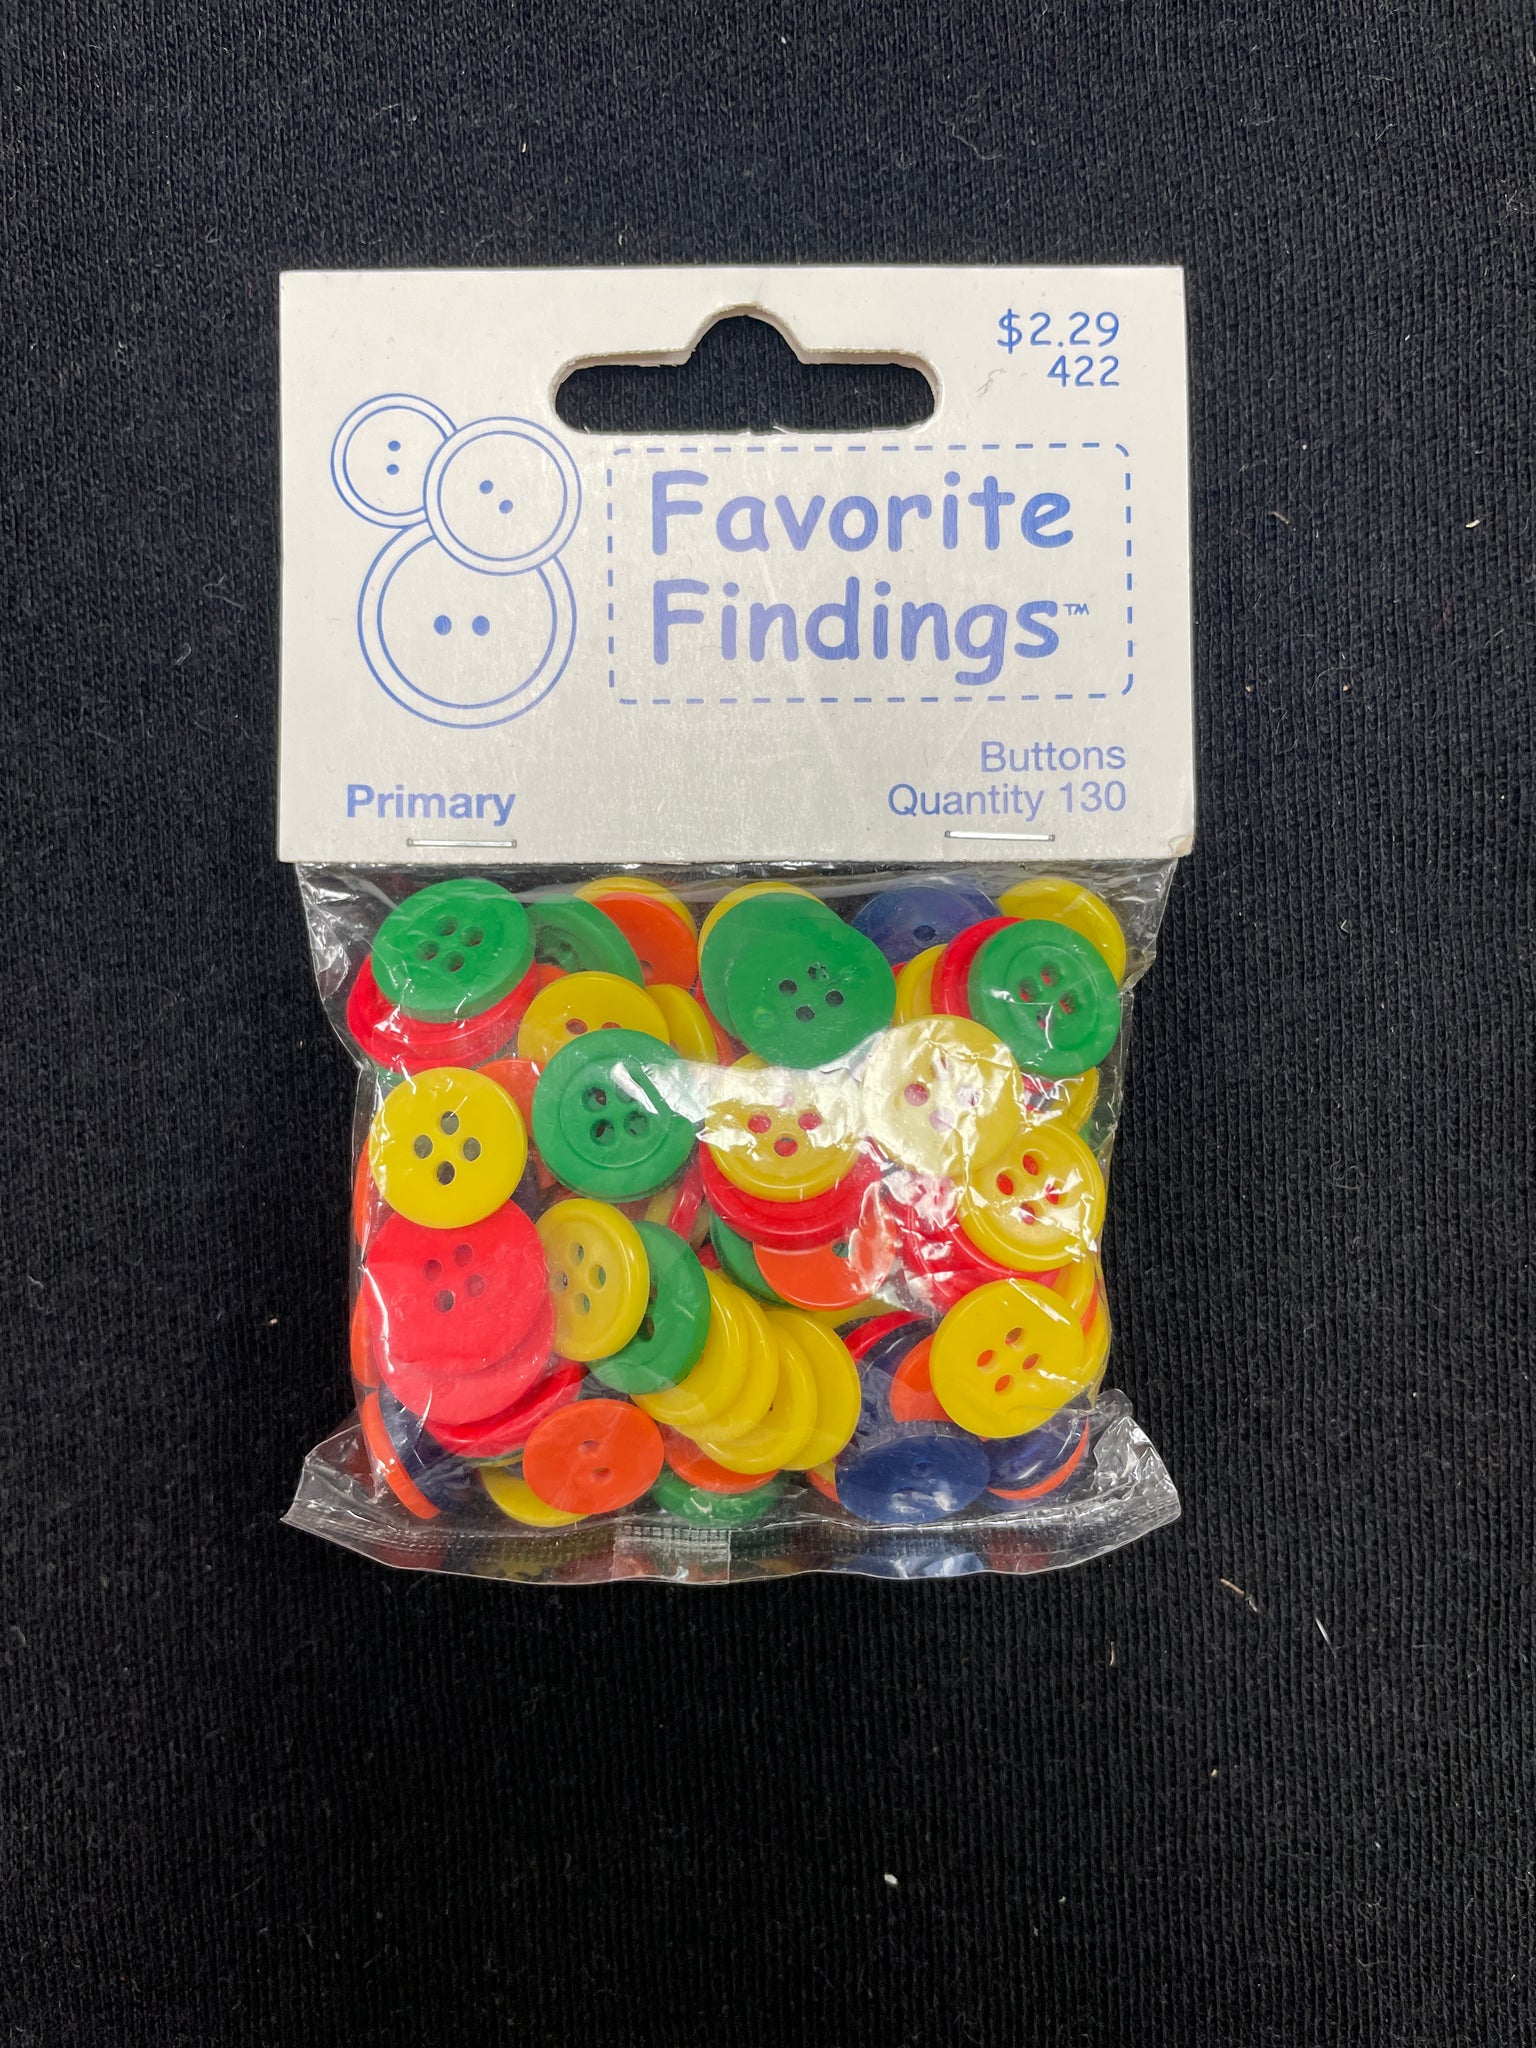 $2.29
422
Favorite
Findings™
Buttons
Primary
Quantity 130